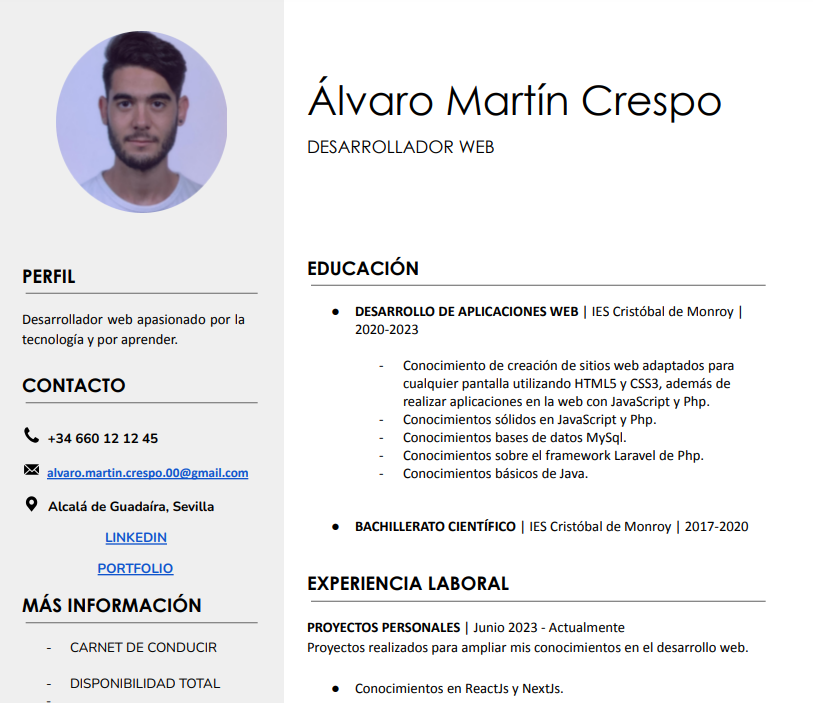 Álvaro Martín Crespo
DESARROLLADOR WEB
PERFIL
Desarrollador web apasionado por la
tecnología y por aprender.
CONTACTO
+34 660 12 12 45
alvaro.martin.crespo.00@gmail.com
Alcalá de Guadaíra, Sevilla
LINKEDIN
PORTFOLIO
MÁS INFORMACIÓN
- CARNET DE CONDUCIR
- DISPONIBILIDAD TOTAL
-
EDUCACIÓN
● DESARROLLO DE APLICACIONES WEB | IES Cristóbal de Monroy |
2020-2023
- Conocimiento de creación de sitios web adaptados para
cualquier pantalla utilizando HTML5 y CSS3, además de
realizar aplicaciones en la web con JavaScript y Php.
- Conocimientos sólidos en JavaScript y Php.
- Conocimientos bases de datos MySql.
- Conocimientos sobre el framework Laravel de Php.
- Conocimientos básicos de Java.
● BACHILLERATO CIENTÍFICO | IES Cristóbal de Monroy | 2017-2020
EXPERIENCIA LABORAL
PROYECTOS PERSONALES | Junio 2023 - Actualmente
Proyectos realizados para ampliar mis conocimientos en el desarrollo web.
● Conocimientos en ReactJs y NextJs.